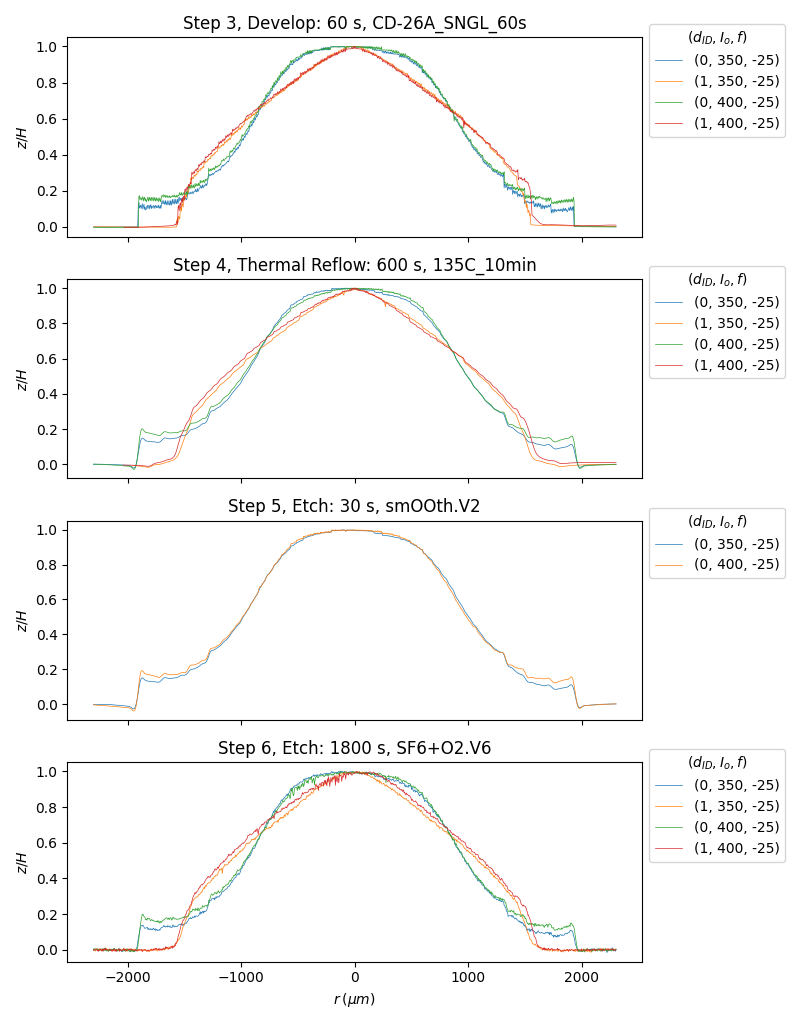 Step 3, Develop: 60 s, CD-26A_SNGL_60s
1.0
0.8
0.6
0.4
0.2
0.0
z/H
(d_ID, I_o, f)
(0, 350, -25)
(1, 350, -25)
(0, 400, -25)
(1, 400, -25)
Step 4, Thermal Reflow: 600 s, 135C_10min
1.0
0.8
0.6
0.4
0.2
0.0
z/H
(d_ID, I_o, f)
(0, 350, -25)
(1, 350, -25)
(0, 400, -25)
(1, 400, -25)
Step 5, Etch: 30 s, smOOth.V2
1.0
0.8
0.6
0.4
0.2
0.0
z/H
(d_ID, I_o, f)
(0, 350, -25)
(0, 400, -25)
Step 6, Etch: 1800 s, SF6+O2.V6
1.0
0.8
0.6
0.4
0.2
0.0
z/H
(d_ID, I_o, f)
(0, 350, -25)
(1, 350, -25)
(0, 400, -25)
(1, 400, -25)
−2000 −1000 0 1000 2000
r (μm)